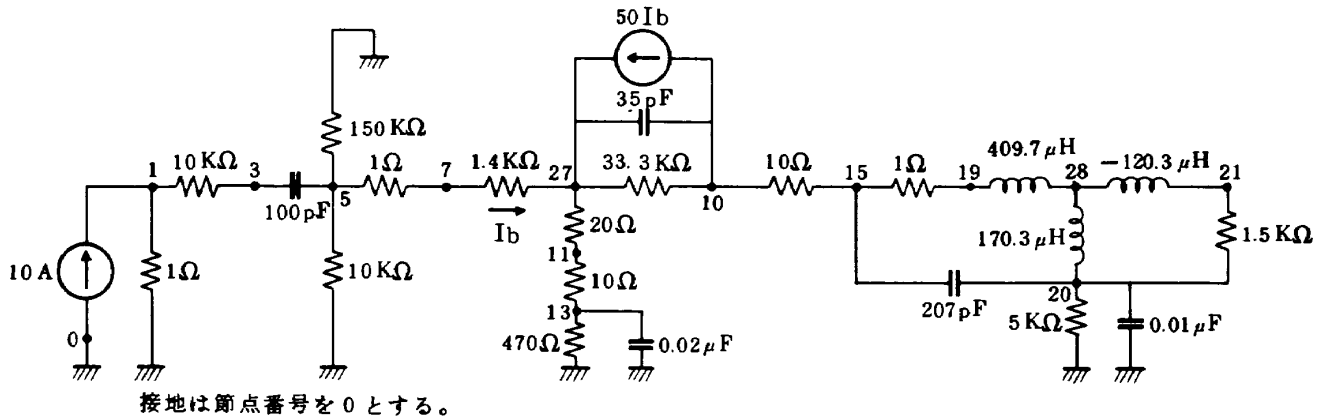 50Ib
35pF
150KΩ
1
10KΩ
3
100pF
5
1Ω
7
1.4KΩ
27
33.3KΩ
10
10Ω
15
1Ω
19
409.7μH
28
-120.3μH
21
Ib
20Ω
11
10Ω
13
470Ω
0.02μF
170.3μH
1.5KΩ
10A
1Ω
10KΩ
0
207pF
20
5KΩ
0.01μF
接地は節点番号を0とする。